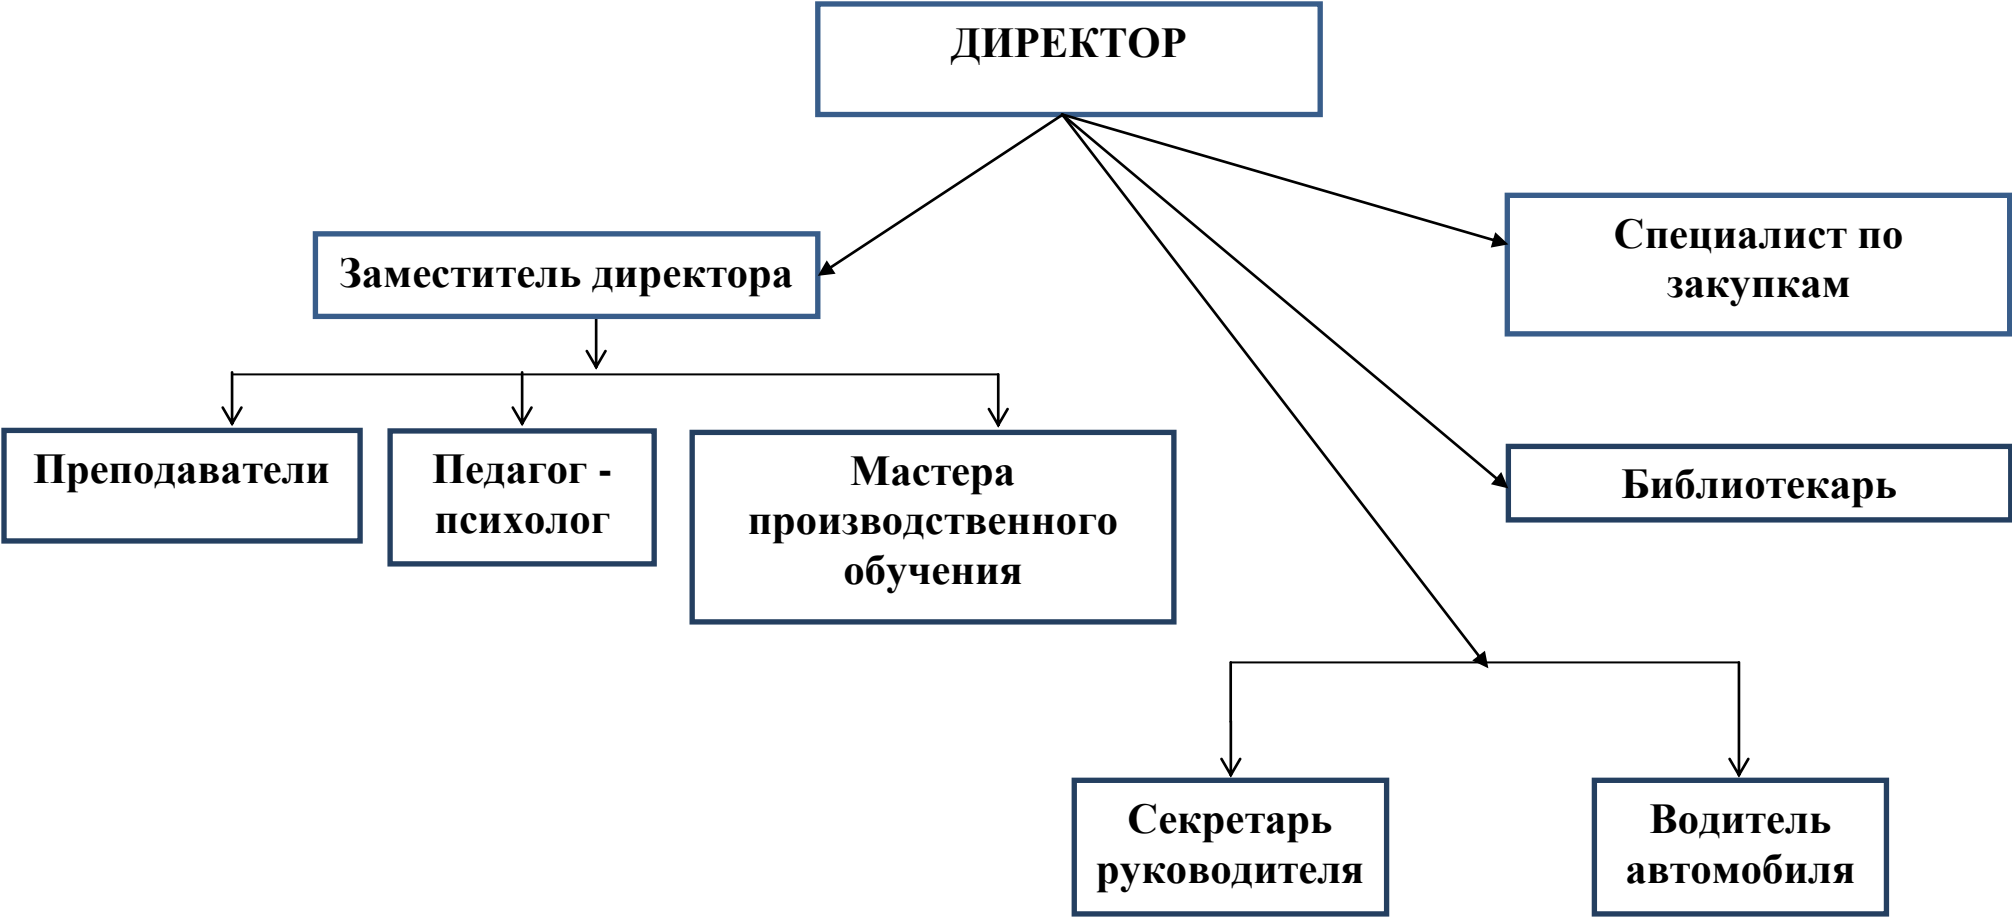 ДИРЕКТОР
Специалист по
закупкам
Заместитель директора
Преподаватели
Педагог -
психолог
Мастера
производственного
обучения
Библиотекарь
Секретарь
руководителя
Водитель
автомобиля